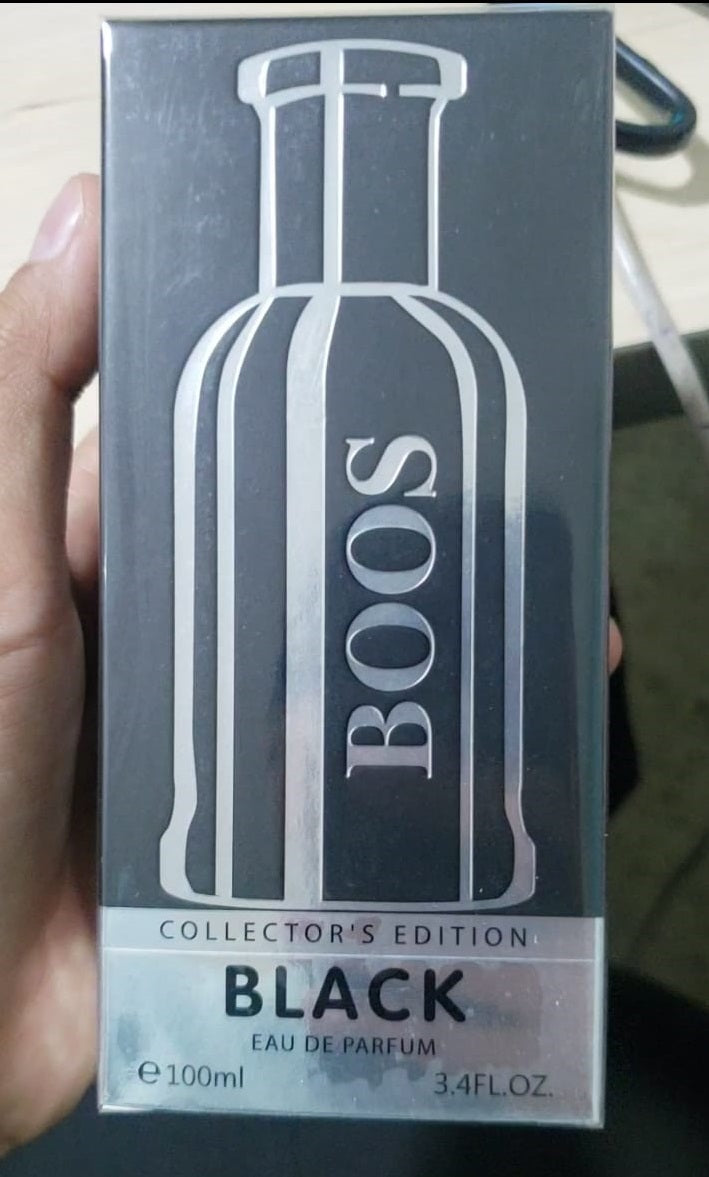 BOOS
COLLECTOR'S EDITION
BLACK
EAU DE PARFUM
℮100ml 3.4FL.OZ.